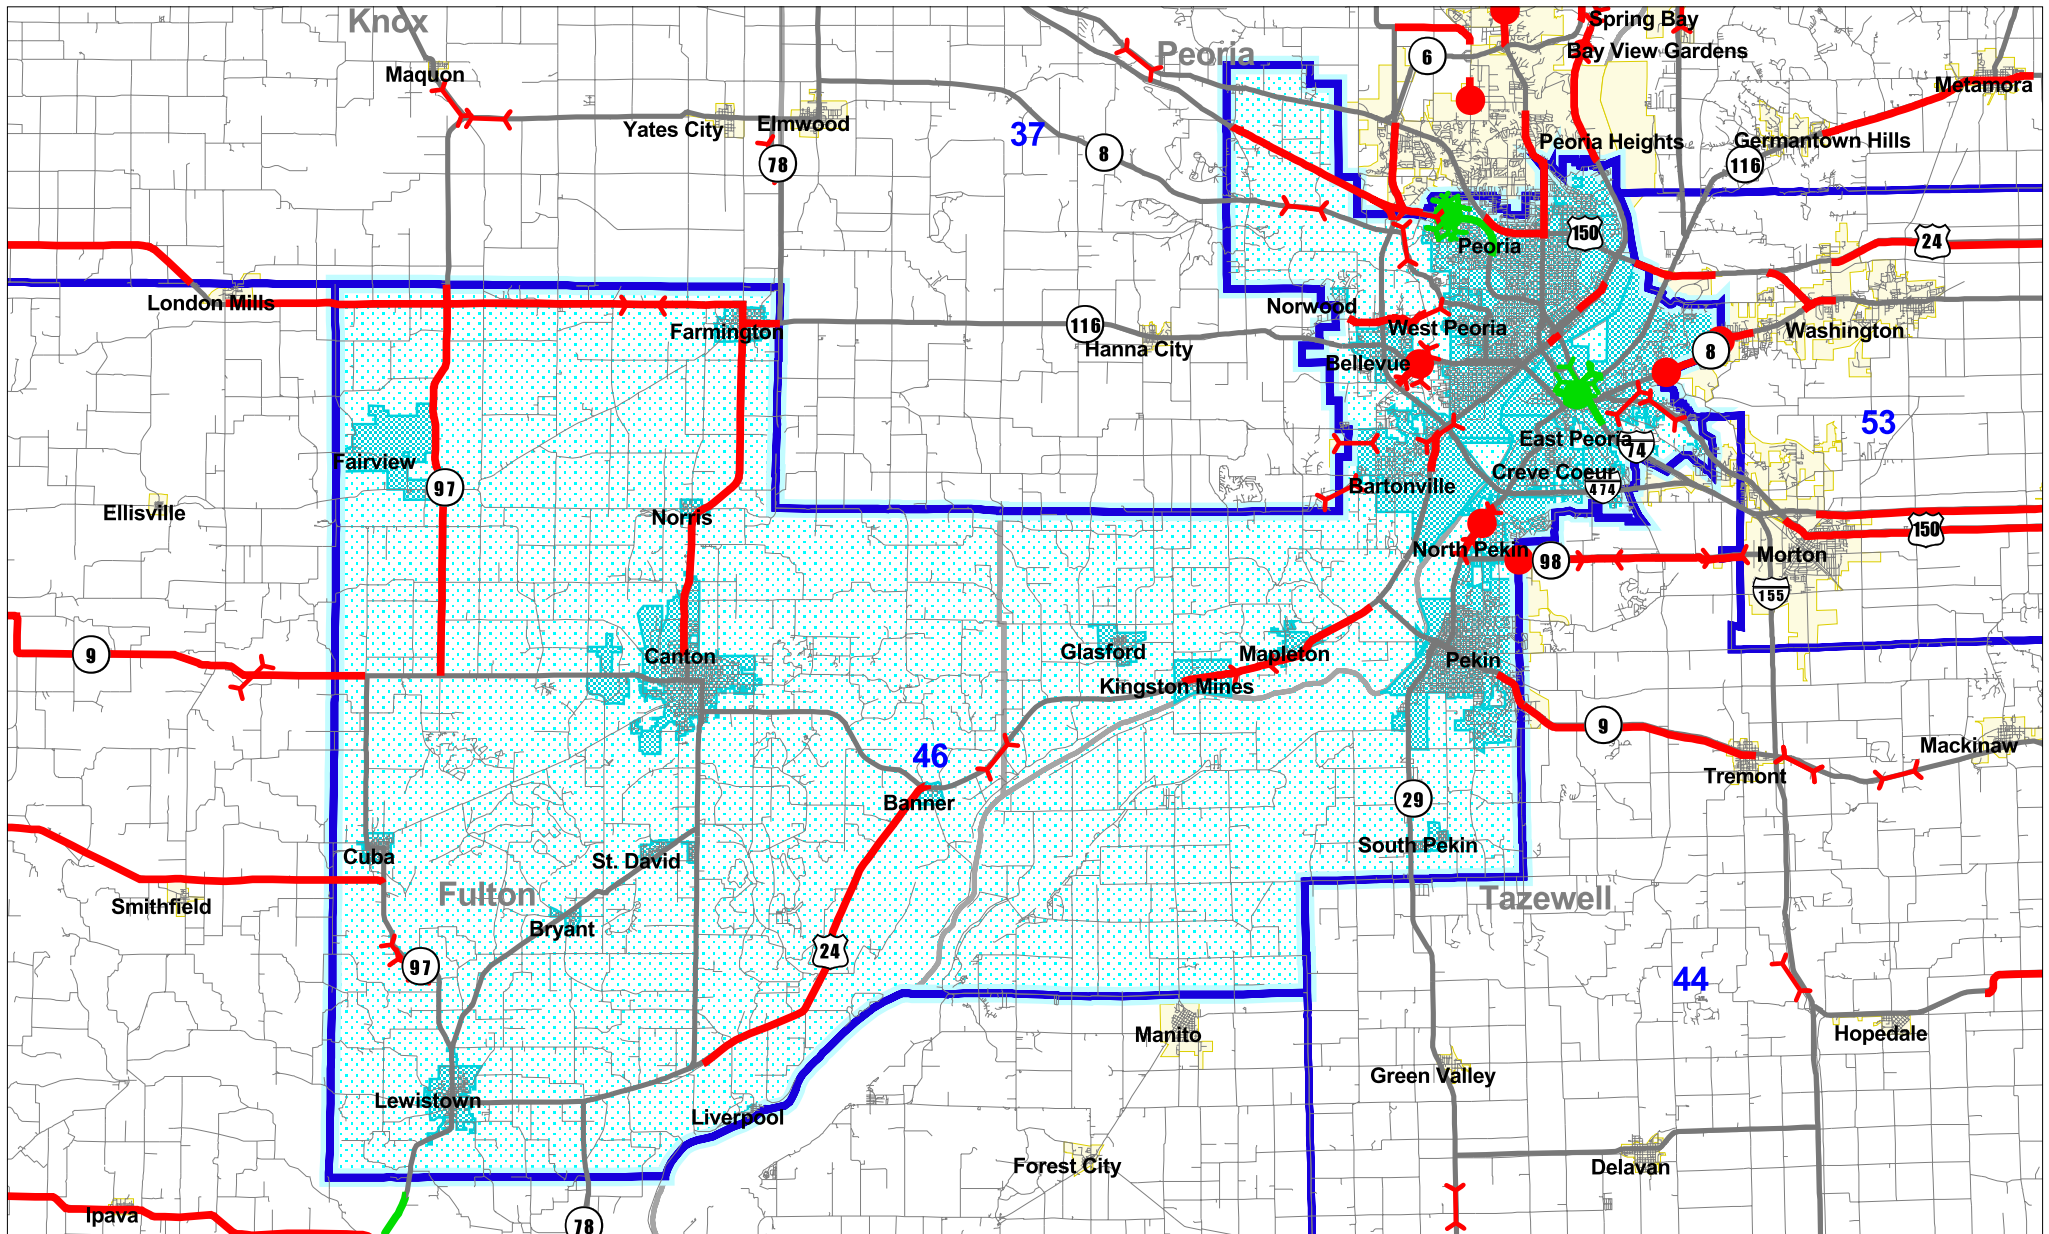 Knox
Spring Bay
Peoria
6
Bay View Gardens
Maquon
Metamora
Yates City
Elmwood
37
8
78
Peoria Heights
Germantown Hills
116
150
Peoria
24
London Mills
Norwood
Farmington
116
Hanna City
West Peoria
Washington
Bellevue
8
53
East Peoria
74
Fairview
97
Creve Coeur
474
Bartonville
Ellisville
Norris
150
North Pekin
98
Morton
155
9
Canton
Glasford
Mapleton
Pekin
Kingston Mines
9
46
Mackinaw
Tremont
Banner
29
Cuba
St. David
South Pekin
Fulton
Tazewell
Smithfield
Bryant
24
97
44
Manito
Hopedale
Green Valley
Lewistown
Liverpool
Forest City
Delavan
Ipava
78